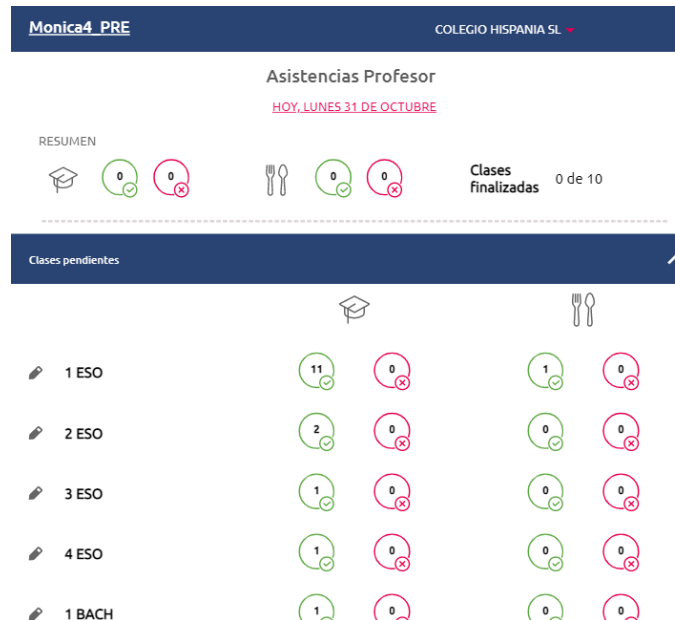 Monica4_PRE COLEGIO HISPANIA SL
Asistencias Profesor
HOY, LUNES 31 DE OCTUBRE
RESUMEN
0 0 0 0 Clases finalizadas 0 de 10
Clases pendientes
1 ESO 11 0 1 0
2 ESO 2 0 0 0
3 ESO 1 0 0 0
4 ESO 1 0 0 0
1 BACH 1 0 0 0